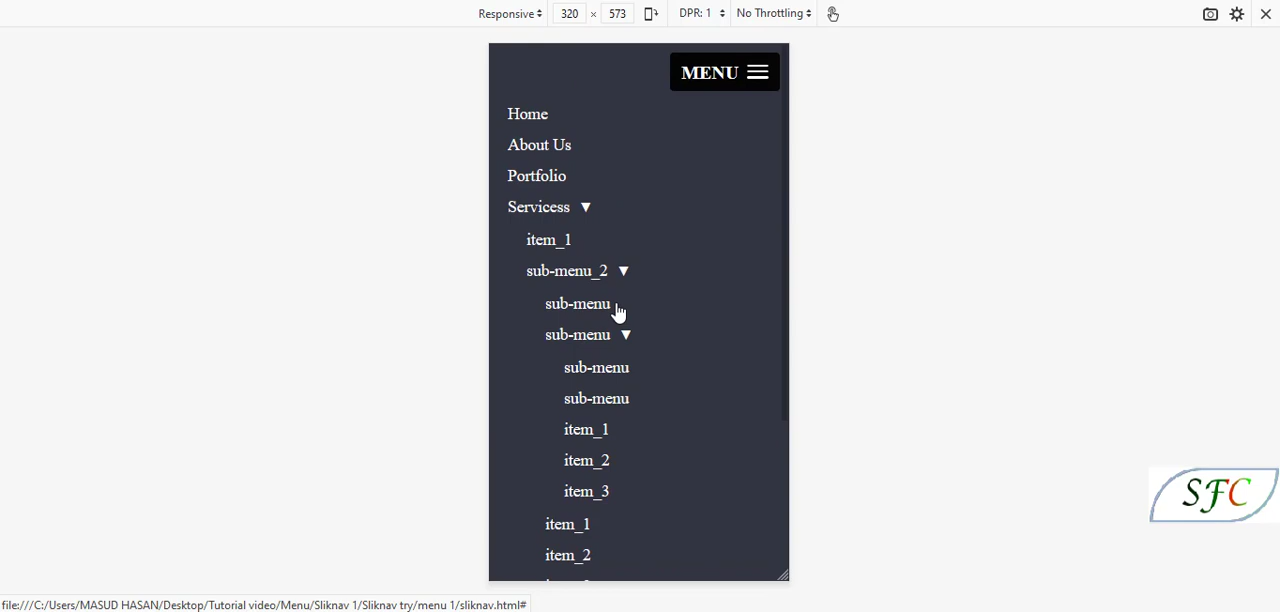 Responsive 320 × 573 DPR: 1 No Throttling
MENU
Home
About Us
Portfolio
Servicess ▼
item_1
sub-menu_2 ▼
sub-menu
sub-menu ▼
sub-menu
sub-menu
item_1
item_2
item_3
item_1
item_2
SFC
file:///C:/Users/MASUD HASAN/Desktop/Tutorial video/Menu/Sliknav 1/Sliknav try/menu 1/sliknav.html#